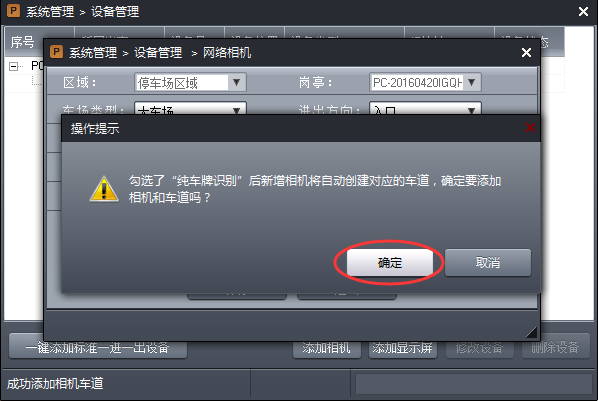 系统管理 > 设备管理
序号
系统管理 > 设备管理 > 网络相机
区域：
停车场区域
岗亭：
PC-20160420IGQH
车场类型：
大车场
进出方向：
入口
操作提示
勾选了“纯车牌识别”后新增相机将自动创建对应的车道，确定要添加
相机和车道吗？
确定
取消
一键添加标准一进一出设备
添加相机
添加显示屏
修改设备
删除设备
成功添加相机车道